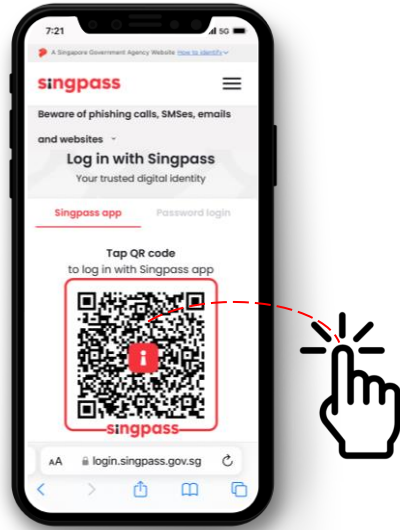 7:21
5G
A Singapore Government Agency Website How to identify
singpass
Beware of phishing calls, SMSes, emails
and websites
Log in with Singpass
Your trusted digital identity
Singpass app Password login
Tap QR code
to log in with Singpass app
singpass
AA login.singpass.gov.sg